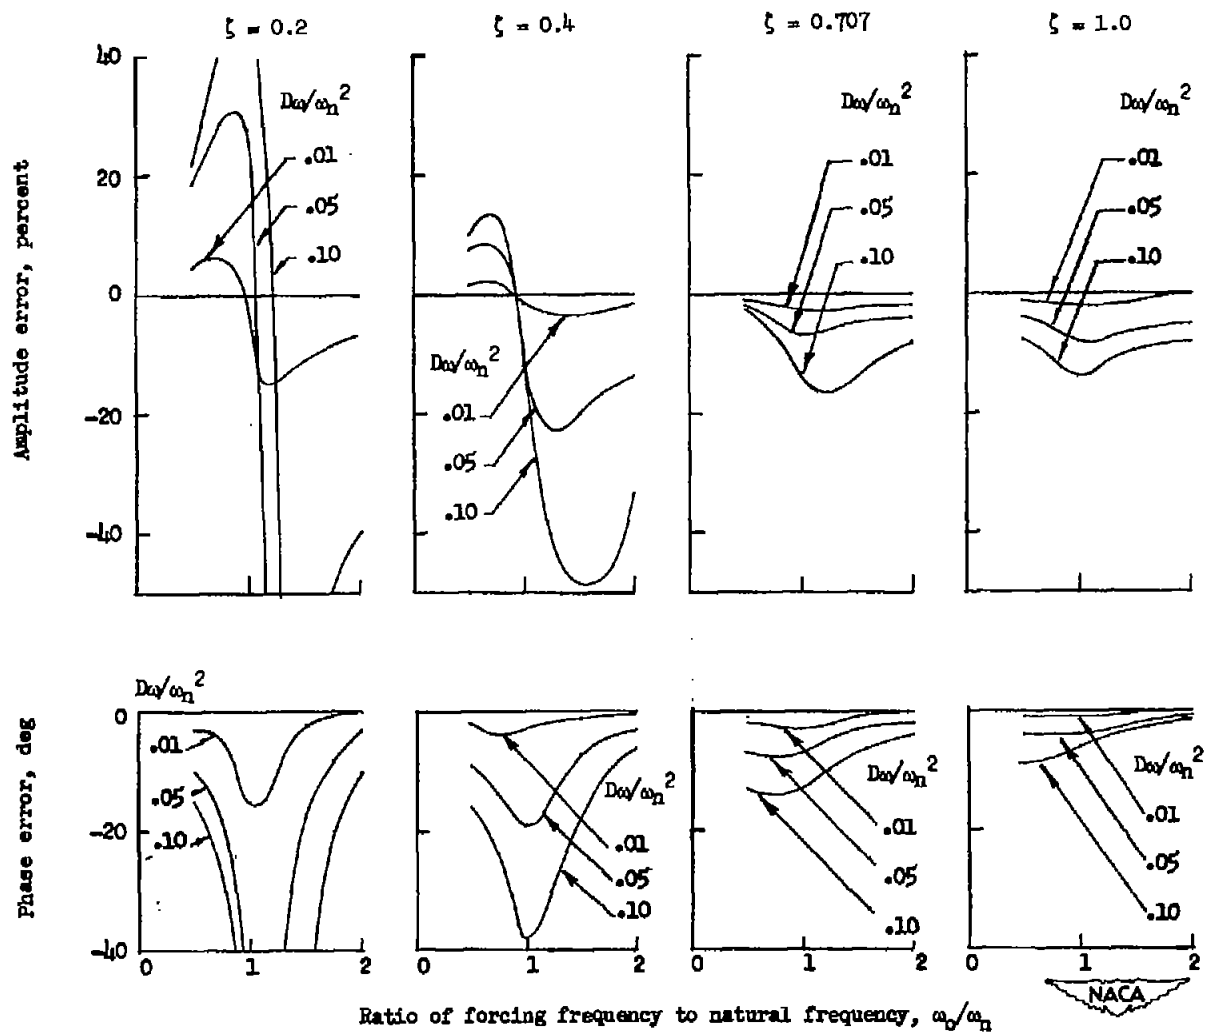 ζ = 0.2
ζ = 0.4
ζ = 0.707
ζ = 1.0
Amplitude error, percent
40
20
0
-20
-40
Dω/ωn²
.01
.05
.10
Dω/ωn²
.01
.05
.10
Dω/ωn²
.01
.05
.10
Dω/ωn²
.01
.05
.10
Phase error, deg
0
-20
-40
Dω/ωn²
.01
.05
.10
Dω/ωn²
.01
.05
.10
Dω/ωn²
.01
.05
.10
Dω/ωn²
.01
.05
.10
0 1 2
0 1 2
0 1 2
0 1 2
NACA
Ratio of forcing frequency to natural frequency, ωo/ωn